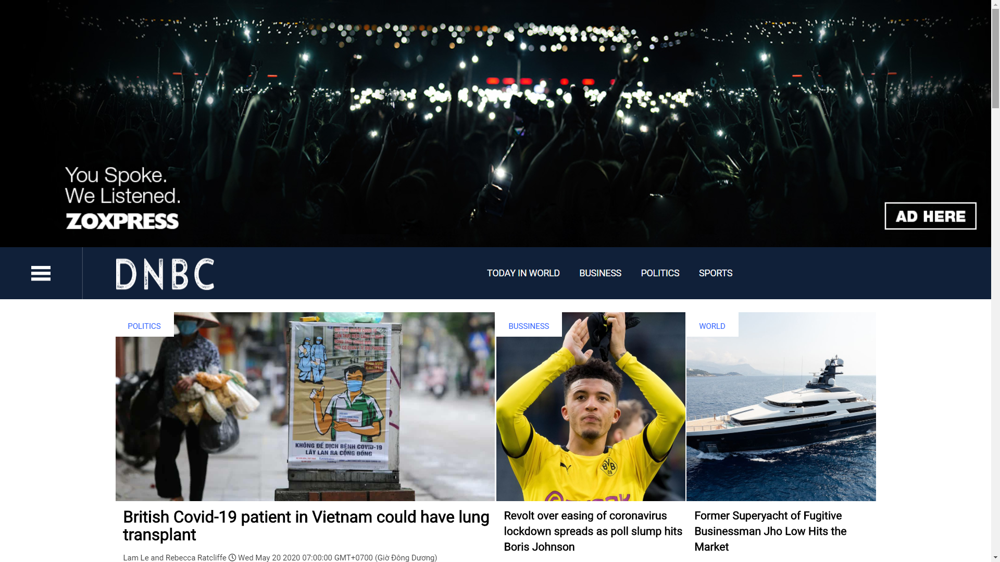 You Spoke.
We Listened.
ZOXPRESS
AD HERE
DNBC
TODAY IN WORLD
BUSINESS
POLITICS
SPORTS
POLITICS
BUSSINESS
WORLD
KHÔNG ĐỂ DỊCH BỆNH COVID-19
LÂY LAN RA CỘNG ĐỒNG
VIRUS CORONA
BVB
09
British Covid-19 patient in Vietnam could have lung
transplant
Lam Le and Rebecca Ratcliffe Wed May 20 2020 07:00:00 GMT+0700 (Giờ Đông Dương)
Revolt over easing of coronavirus
lockdown spreads as poll slump hits
Boris Johnson
Former Superyacht of Fugitive
Businessman Jho Low Hits the
Market